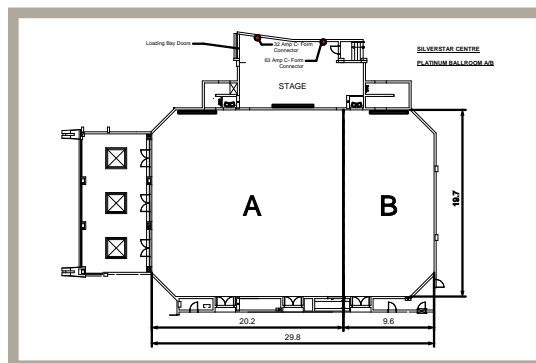 Loading Bay Doors
32 Amp C- Form
Connector
63 Amp C- Form
Connector
SILVERSTAR CENTRE
PLATINUM BALLROOM A/B
STAGE
A
B
19.7
20.2
9.6
29.8